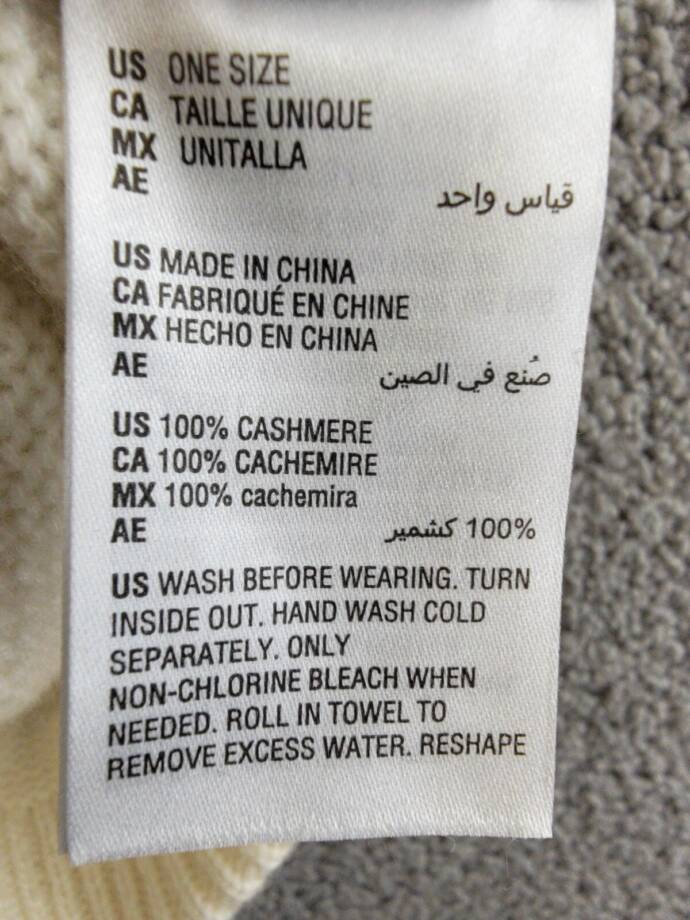 US ONE SIZE
CA TAILLE UNIQUE
MX UNITALLA
AE
قياس واحد
US MADE IN CHINA
CA FABRIQUÉ EN CHINE
MX HECHO EN CHINA
AE
صُنع في الصين
US 100% CASHMERE
CA 100% CACHEMIRE
MX 100% cachemira
AE
100% كشمير
US WASH BEFORE WEARING. TURN
INSIDE OUT. HAND WASH COLD
SEPARATELY. ONLY
NON-CHLORINE BLEACH WHEN
NEEDED. ROLL IN TOWEL TO
REMOVE EXCESS WATER. RESHAPE